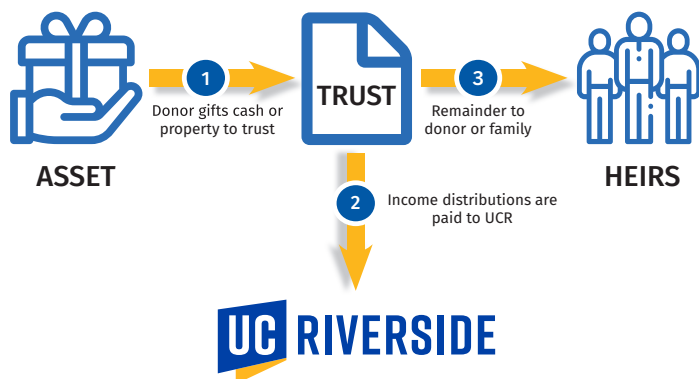 1
Donor gifts cash or
property to trust
ASSET
TRUST
3
Remainder to
donor or family
HEIRS
2
Income distributions are
paid to UCR
UC RIVERSIDE